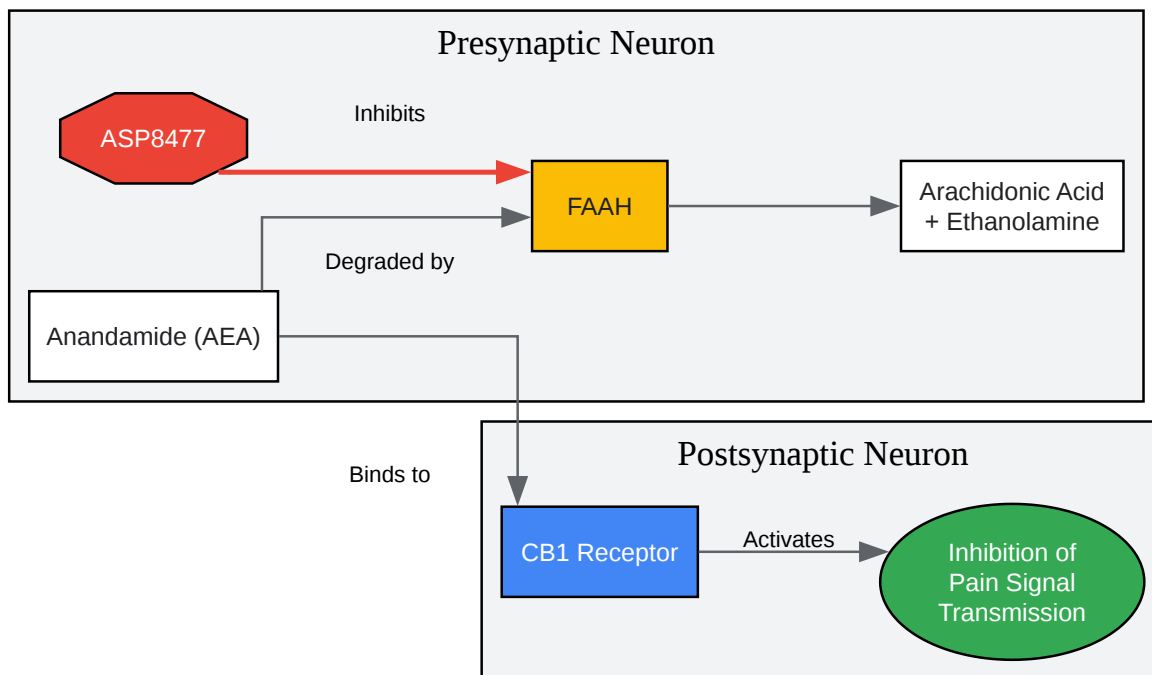 Presynaptic Neuron
Inhibits
ASP8477
FAAH
Arachidonic Acid
+ Ethanolamine
Degraded by
Anandamide (AEA)
Postsynaptic Neuron
Binds to
CB1 Receptor
Activates
Inhibition of
Pain Signal
Transmission